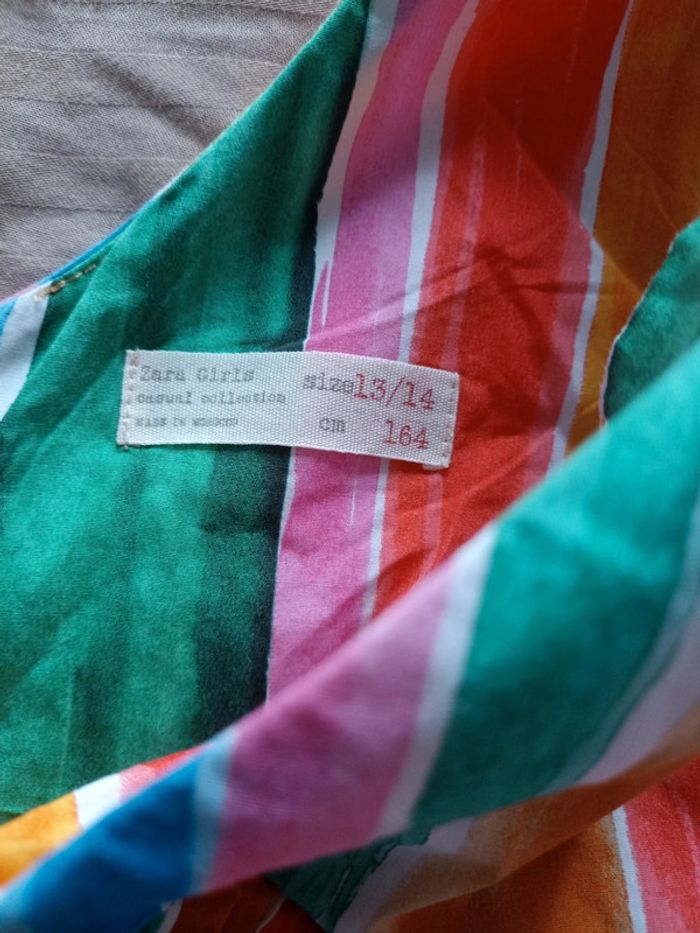 Zara Girls
casual collection
MADE IN MOROCCO
size 13/14
cm 164